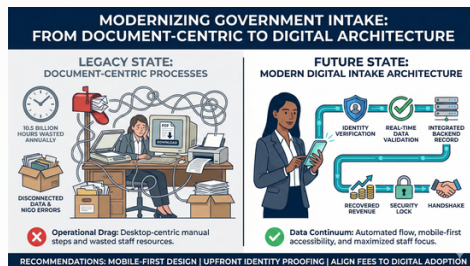 MODERNIZING GOVERNMENT INTAKE:
FROM DOCUMENT-CENTRIC TO DIGITAL ARCHITECTURE
LEGACY STATE:
DOCUMENT-CENTRIC PROCESSES
10.5 BILLION
HOURS WASTED
ANNUALLY
DISCONNECTED
DATA &
NIGO ERRORS
PDF
DOWNLOAD
Operational Drag: Desktop-centric manual
steps and wasted staff resources.
FUTURE STATE:
MODERN DIGITAL INTAKE ARCHITECTURE
IDENTITY
VERIFICATION
REAL-TIME
DATA
VALIDATION
INTEGRATED
BACKEND
RECORD
RECOVERED
REVENUE
SECURITY
LOCK
HANDSHAKE
Data Continuum: Automated flow, mobile-first
accessibility, and maximized staff focus.
RECOMMENDATIONS: MOBILE-FIRST DESIGN | UPFRONT IDENTITY PROOFING | ALIGN FEES TO DIGITAL ADOPTION